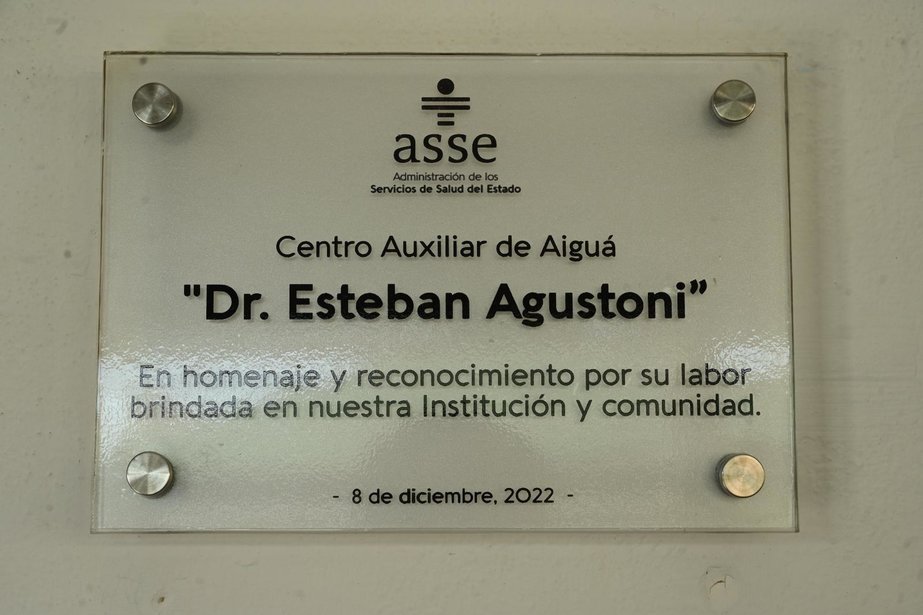 asse
Administración de los
Servicios de Salud del Estado
Centro Auxiliar de Aiguá
"Dr. Esteban Agustoni”
En homenaje y reconocimiento por su labor
brindada en nuestra Institución y comunidad.
- 8 de diciembre, 2022 -